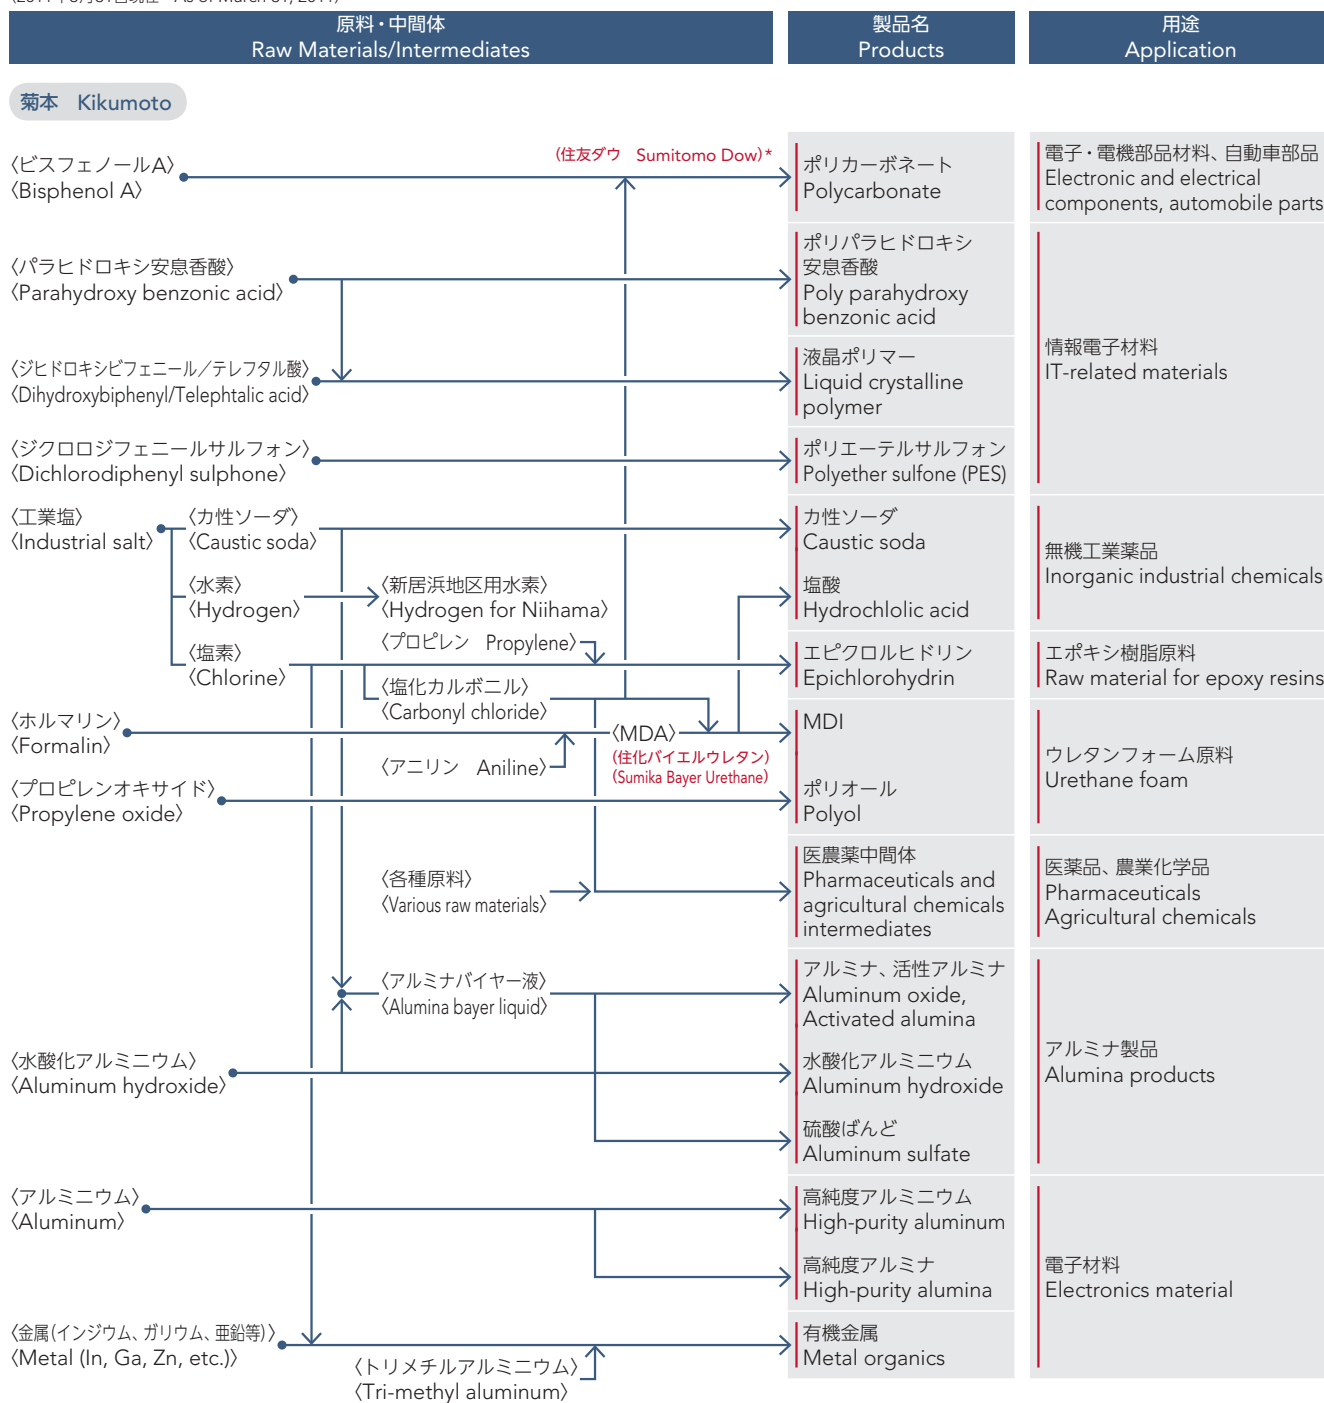 原料・中間体
Raw Materials/Intermediates
製品名
Products
用途
Application
菊本 Kikumoto
〈ビスフェノールA〉
〈Bisphenol A〉
(住友ダウ Sumitomo Dow)*
ポリカーボネート
Polycarbonate
電子・電機部品材料、自動車部品
Electronic and electrical
components, automobile parts
〈パラヒドロキシ安息香酸〉
〈Parahydroxy benzonic acid〉
ポリパラヒドロキシ
安息香酸
Poly parahydroxy
benzonic acid
〈ジヒドロキシビフェニール／テレフタル酸〉
〈Dihydroxybiphenyl/Telephtalic acid〉
液晶ポリマー
Liquid crystalline
polymer
情報電子材料
IT-related materials
〈ジクロロジフェニールサルフォン〉
〈Dichlorodiphenyl sulphone〉
ポリエーテルサルフォン
Polyether sulfone (PES)
〈工業塩〉
〈Industrial salt〉
〈カ性ソーダ〉
〈Caustic soda〉
カ性ソーダ
Caustic soda
〈水素〉
〈Hydrogen〉
〈新居浜地区用水素〉
〈Hydrogen for Niihama〉
塩酸
Hydrochlolic acid
無機工業薬品
Inorganic industrial chemicals
〈プロピレン Propylene〉
〈塩素〉
〈Chlorine〉
エピクロルヒドリン
Epichlorohydrin
エポキシ樹脂原料
Raw material for epoxy resins
〈塩化カルボニル〉
〈Carbonyl chloride〉
〈ホルマリン〉
〈Formalin〉
〈MDA〉
(住化バイエルウレタン)
(Sumika Bayer Urethane)
MDI
〈アニリン Aniline〉
ウレタンフォーム原料
Urethane foam
〈プロピレンオキサイド〉
〈Propylene oxide〉
ポリオール
Polyol
〈各種原料〉
〈Various raw materials〉
医農薬中間体
Pharmaceuticals and
agricultural chemicals
intermediates
医薬品、農業化学品
Pharmaceuticals
Agricultural chemicals
〈アルミナバイヤー液〉
〈Alumina bayer liquid〉
アルミナ、活性アルミナ
Aluminum oxide,
Activated alumina
〈水酸化アルミニウム〉
〈Aluminum hydroxide〉
水酸化アルミニウム
Aluminum hydroxide
アルミナ製品
Alumina products
硫酸ばんど
Aluminum sulfate
〈アルミニウム〉
〈Aluminum〉
高純度アルミニウム
High-purity aluminum
高純度アルミナ
High-purity alumina
電子材料
Electronics material
〈金属(インジウム、ガリウム、亜鉛等)〉
〈Metal (In, Ga, Zn, etc.)〉
〈トリメチルアルミニウム〉
〈Tri-methyl aluminum〉
有機金属
Metal organics